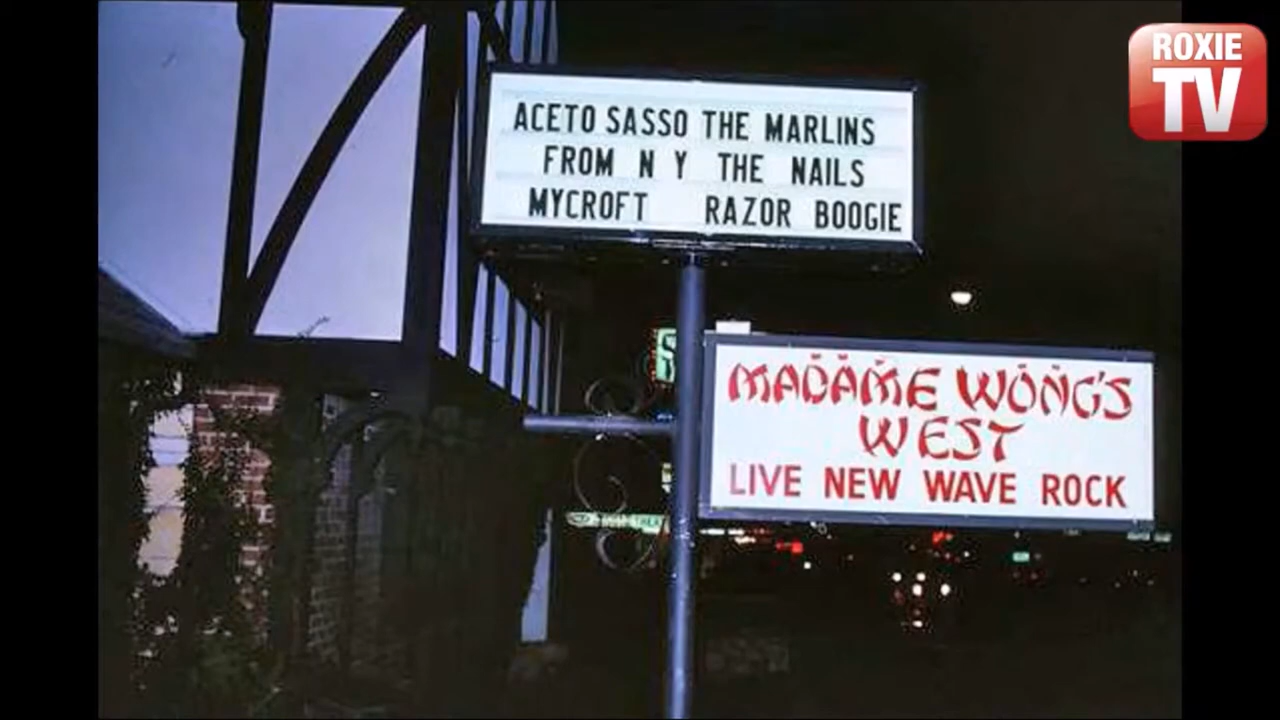 ROXIE
TV
ACETO SASSO THE MARLINS
FROM N Y THE NAILS
MYCROFT RAZOR BOOGIE
MADAME WONG'S
WEST
LIVE NEW WAVE ROCK